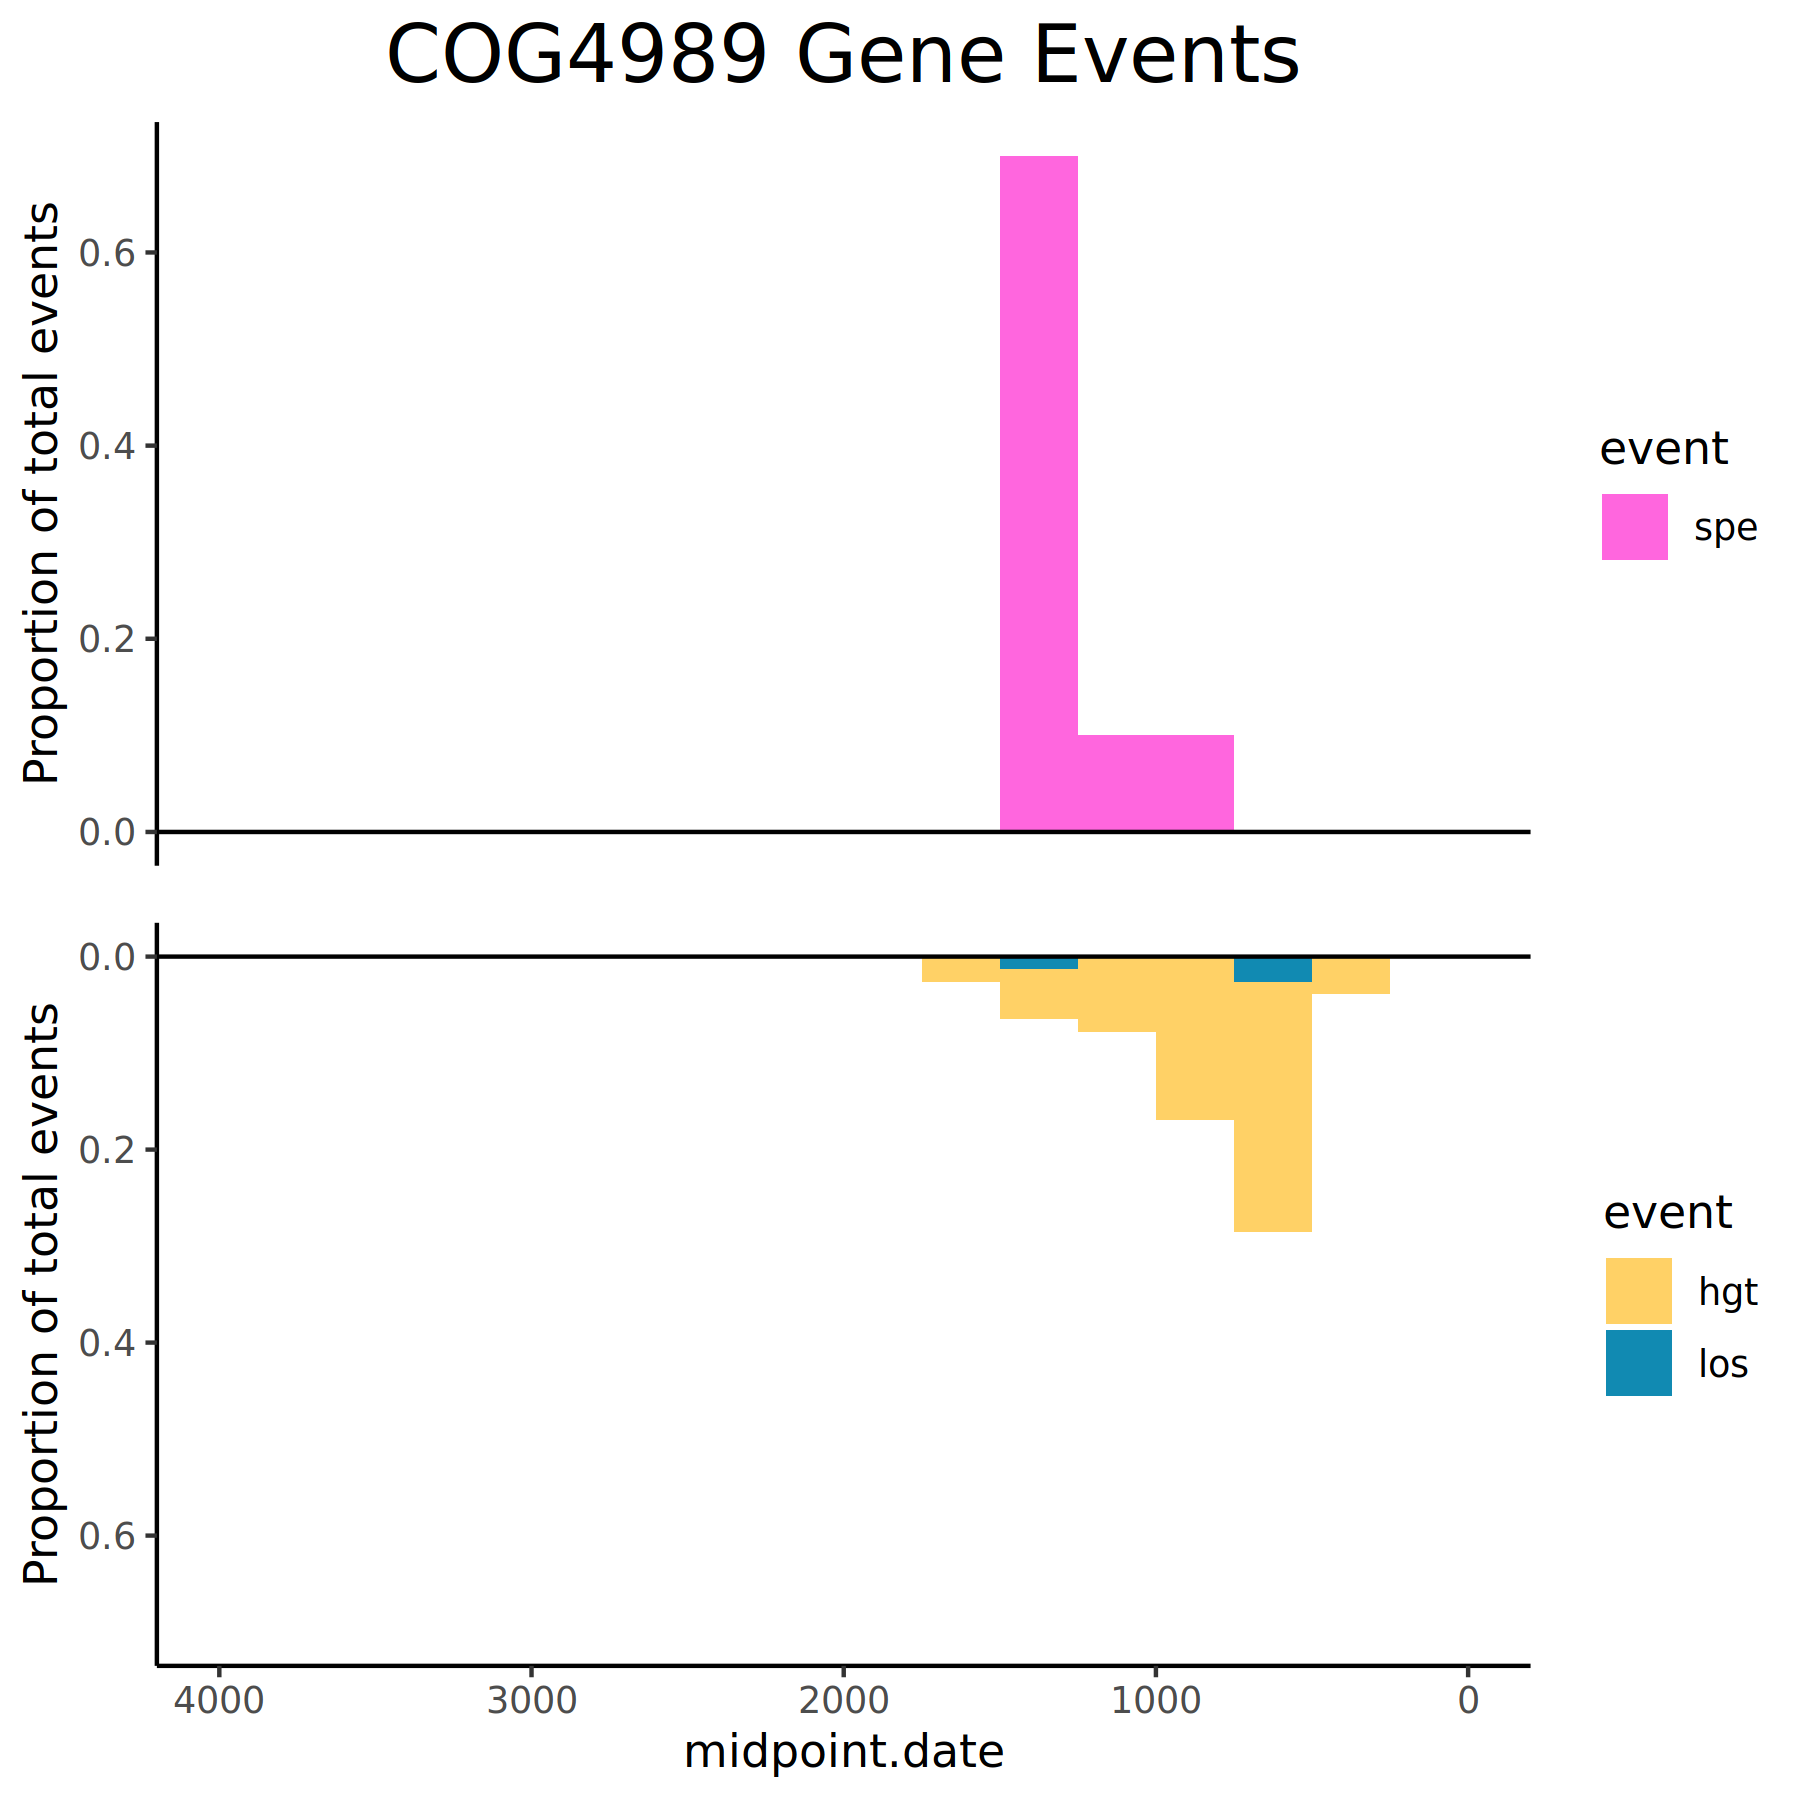 COG4989 Gene Events
Proportion of total events
0.6
0.4
0.2
0.0
event
spe
Proportion of total events
0.0
0.2
0.4
0.6
event
hgt
los
4000 3000 2000 1000 0
midpoint.date